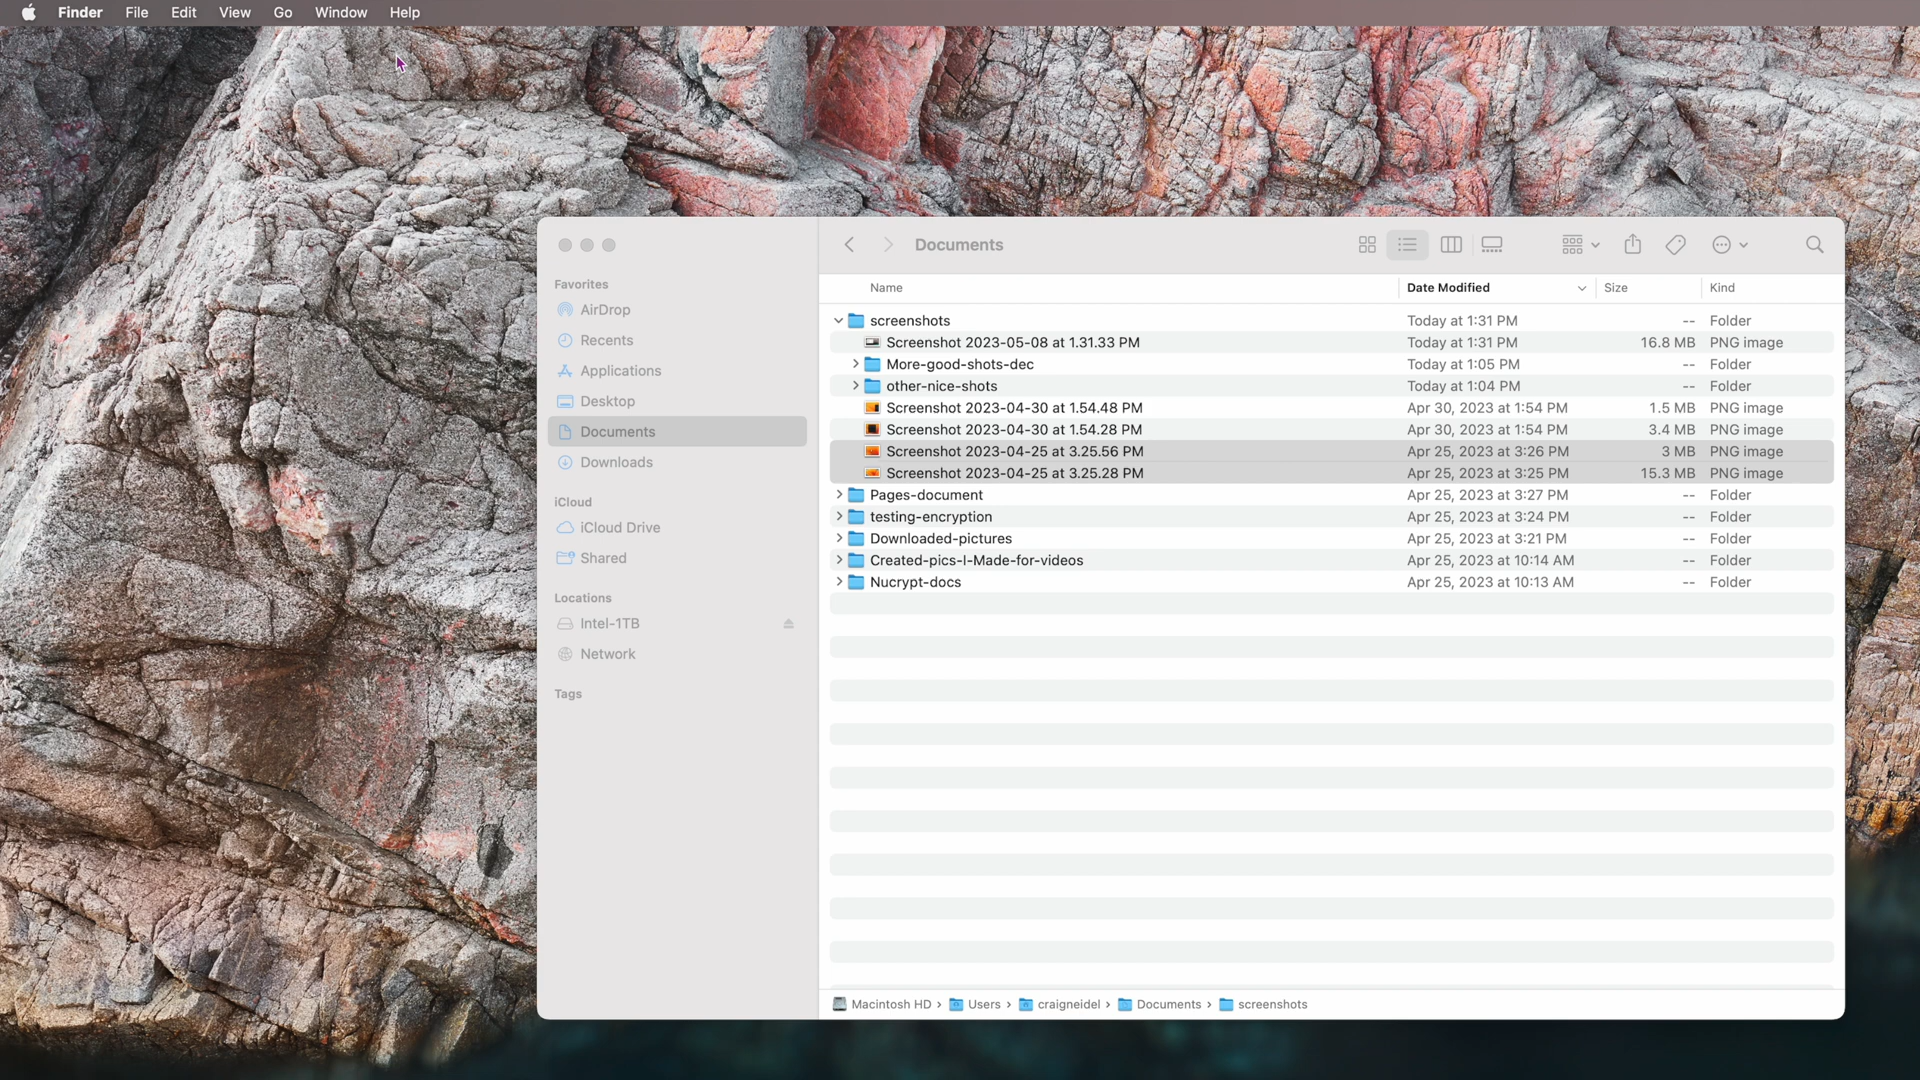 Finder File Edit View Go Window Help
Documents
Favorites
AirDrop
Recents
Applications
Desktop
Documents
Downloads
iCloud
iCloud Drive
Shared
Locations
Intel-1TB
Network
Tags
Name Date Modified Size Kind
screenshots Today at 1:31 PM -- Folder
Screenshot 2023-05-08 at 1.31.33 PM Today at 1:31 PM 16.8 MB PNG image
More-good-shots-dec Today at 1:05 PM -- Folder
other-nice-shots Today at 1:04 PM -- Folder
Screenshot 2023-04-30 at 1.54.48 PM Apr 30, 2023 at 1:54 PM 1.5 MB PNG image
Screenshot 2023-04-30 at 1.54.28 PM Apr 30, 2023 at 1:54 PM 3.4 MB PNG image
Screenshot 2023-04-25 at 3.25.56 PM Apr 25, 2023 at 3:26 PM 3 MB PNG image
Screenshot 2023-04-25 at 3.25.28 PM Apr 25, 2023 at 3:25 PM 15.3 MB PNG image
Pages-document Apr 25, 2023 at 3:27 PM -- Folder
testing-encryption Apr 25, 2023 at 3:24 PM -- Folder
Downloaded-pictures Apr 25, 2023 at 3:21 PM -- Folder
Created-pics-I-Made-for-videos Apr 25, 2023 at 10:14 AM -- Folder
Nucrypt-docs Apr 25, 2023 at 10:13 AM -- Folder
Macintosh HD › Users › craigneidel › Documents › screenshots